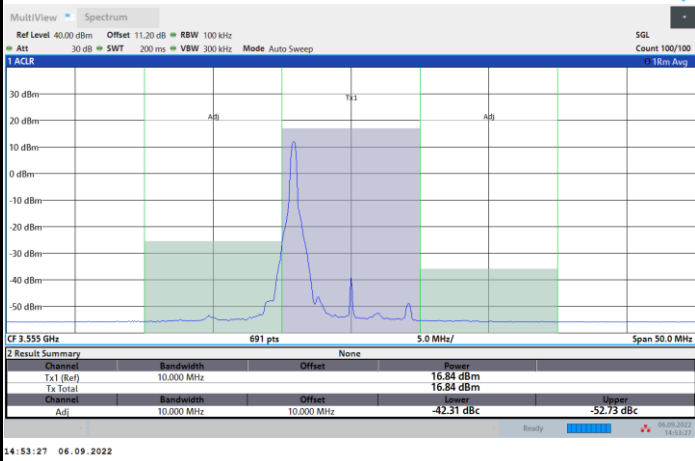 MultiView Spectrum
Ref Level 40.00 dBm Offset 11.20 dB RBW 100 kHz SGL
Att 30 dB SWT 200 ms VBW 300 kHz Mode Auto Sweep Count 100/100
1 ACLR 1Rm Avg
30 dBm
Tx1
20 dBm Adj Adj
10 dBm
0 dBm
-10 dBm
-20 dBm
-30 dBm
-40 dBm
-50 dBm
CF 3.555 GHz 691 pts 5.0 MHz/ Span 50.0 MHz
2 Result Summary None
Channel Bandwidth Offset Power
Tx1 (Ref) 10.000 MHz 16.84 dBm
Tx Total 16.84 dBm
Channel Bandwidth Offset Lower Upper
Adj 10.000 MHz 10.000 MHz -42.31 dBc -52.73 dBc
Ready 06.09.2022
14:53:27
14:53:27 06.09.2022